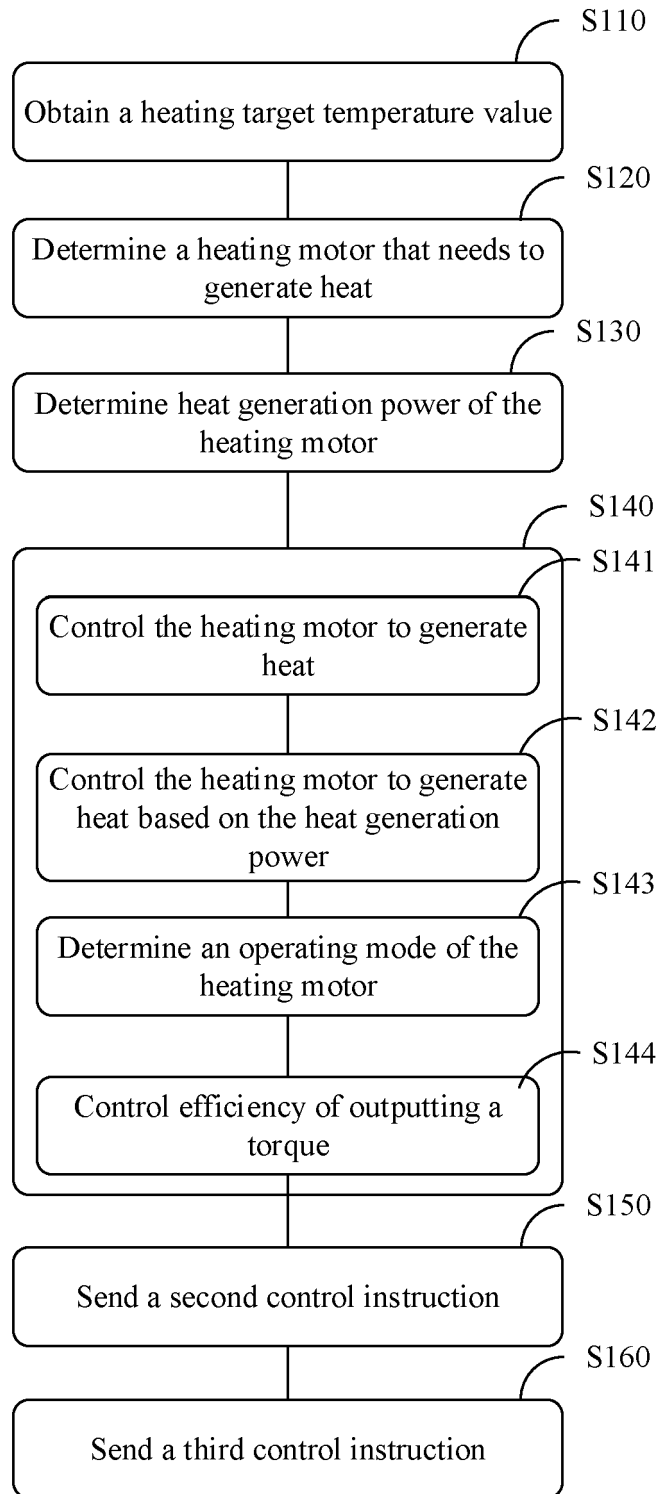 S110
Obtain a heating target temperature value
S120
Determine a heating motor that needs to
generate heat
S130
Determine heat generation power of the
heating motor
S140
S141
Control the heating motor to generate
heat
S142
Control the heating motor to generate
heat based on the heat generation
power
S143
Determine an operating mode of the
heating motor
S144
Control efficiency of outputting a
torque
S150
Send a second control instruction
S160
Send a third control instruction